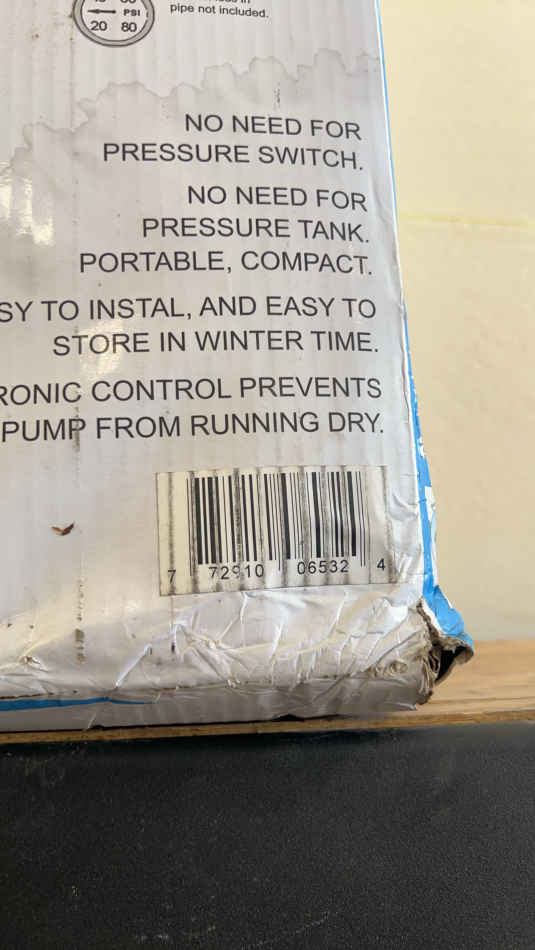 PSI
20 80
pipe not included.
NO NEED FOR
PRESSURE SWITCH.
NO NEED FOR
PRESSURE TANK.
PORTABLE, COMPACT.
SY TO INSTAL, AND EASY TO
STORE IN WINTER TIME.
RONIC CONTROL PREVENTS
PUMP FROM RUNNING DRY.
7 72910 06532 4